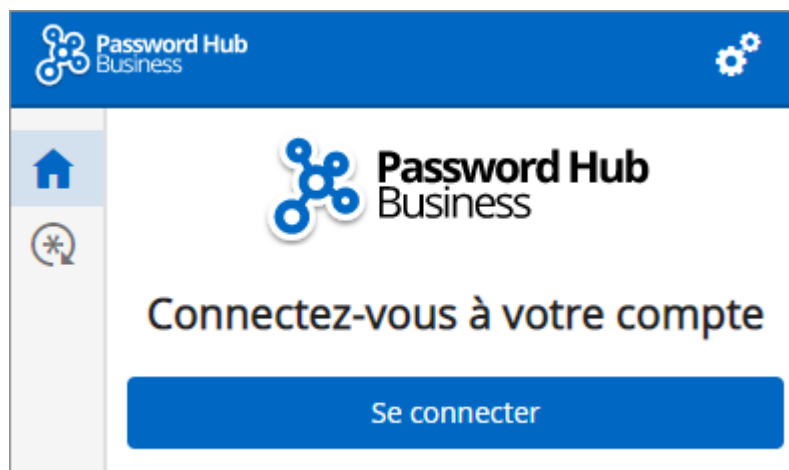 Password Hub
Business
Password Hub
Business
Connectez-vous à votre compte
Se connecter